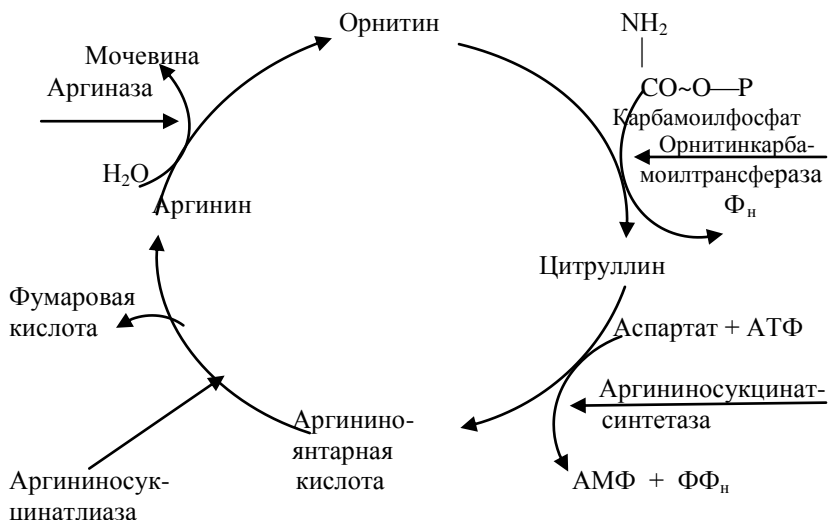 Орнитин
NH₂
|
CO~O—P
Карбамоилфосфат
Орнитинкарба-
моилтрансфераза
Фн
Цитруллин
Аспартат + АТФ
Аргининосукцинат-
синтетаза
АМФ + ФФн
Аргинино-
янтарная
кислота
Аргининосук-
цинатлиаза
Фумаровая
кислота
Аргинин
H₂O
Аргиназа
Мочевина